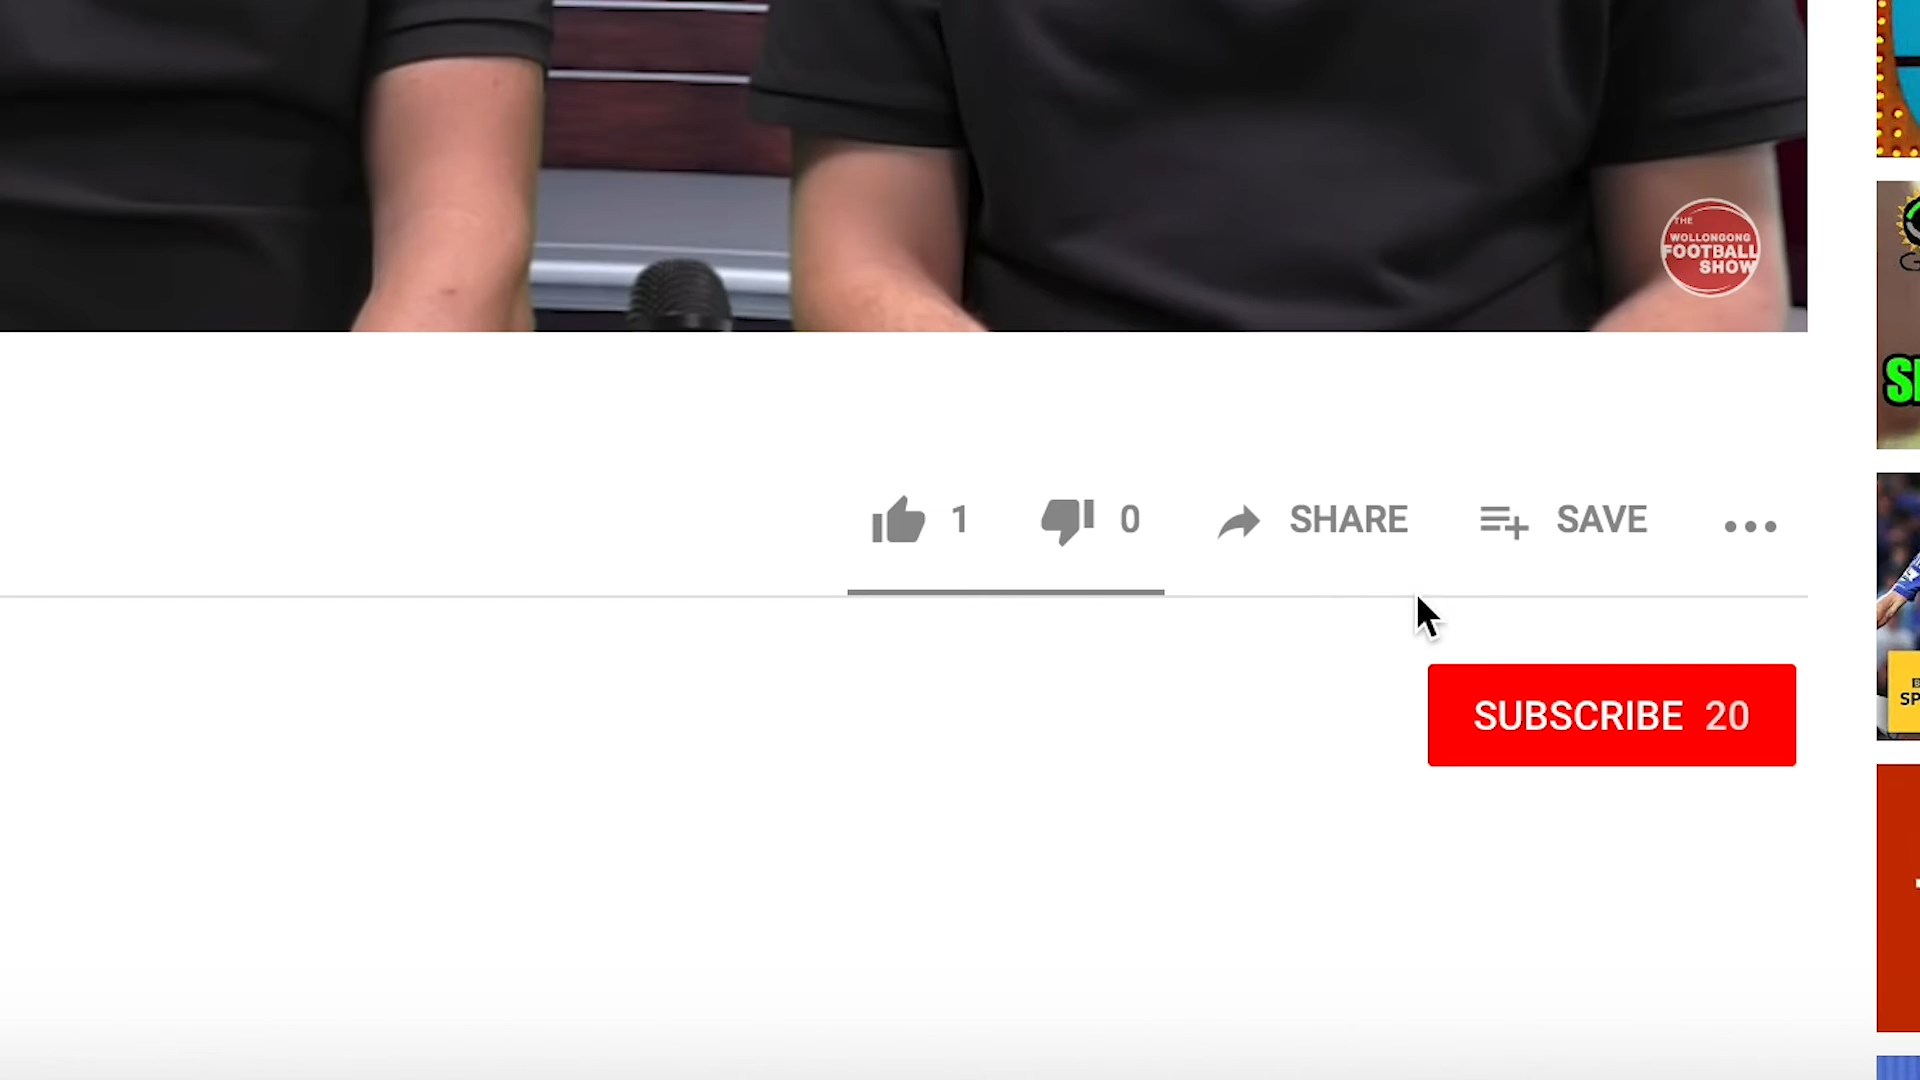 THE
WOLLONGONG
FOOTBALL
SHOW
1 0 SHARE SAVE
SUBSCRIBE 20